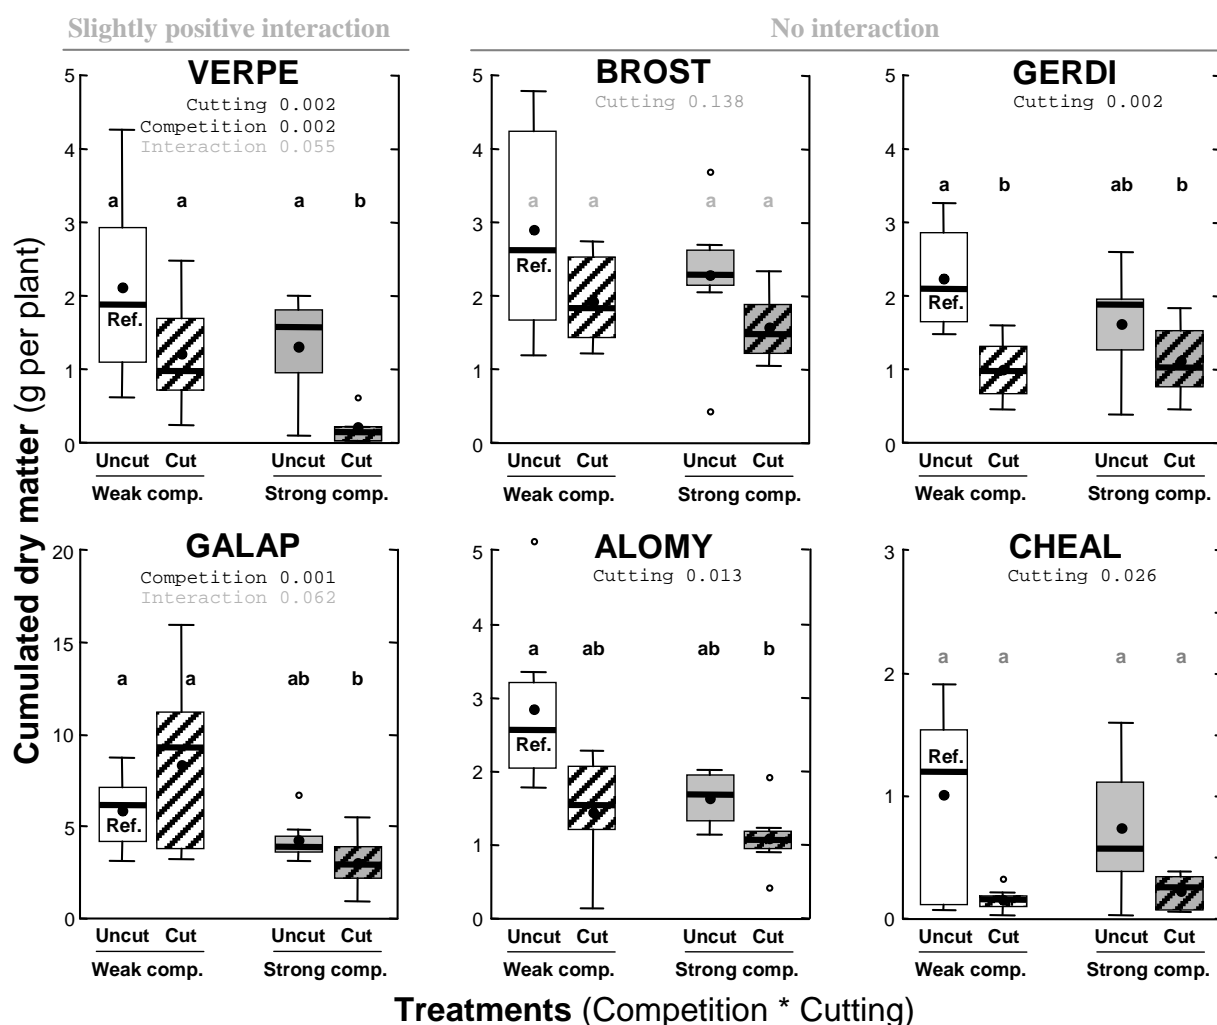 Slightly positive interaction
No interaction
Cumulated dry matter (g per plant)
VERPE
Cutting 0.002
Competition 0.002
Interaction 0.055
5
4
3
2
1
0
a
a
a
b
Ref.
Uncut Cut Uncut Cut
Weak comp. Strong comp.
BROST
Cutting 0.138
5
4
3
2
1
0
a
a
a
a
Ref.
Uncut Cut Uncut Cut
Weak comp. Strong comp.
GERDI
Cutting 0.002
5
4
3
2
1
0
a
b
ab
b
Ref.
Uncut Cut Uncut Cut
Weak comp. Strong comp.
GALAP
Competition 0.001
Interaction 0.062
20
15
10
5
0
a
a
ab
b
Ref.
Uncut Cut Uncut Cut
Weak comp. Strong comp.
ALOMY
Cutting 0.013
5
4
3
2
1
0
a
ab
ab
b
Ref.
Uncut Cut Uncut Cut
Weak comp. Strong comp.
CHEAL
Cutting 0.026
3
2
1
0
a
a
a
a
Ref.
Uncut Cut Uncut Cut
Weak comp. Strong comp.
Treatments (Competition * Cutting)